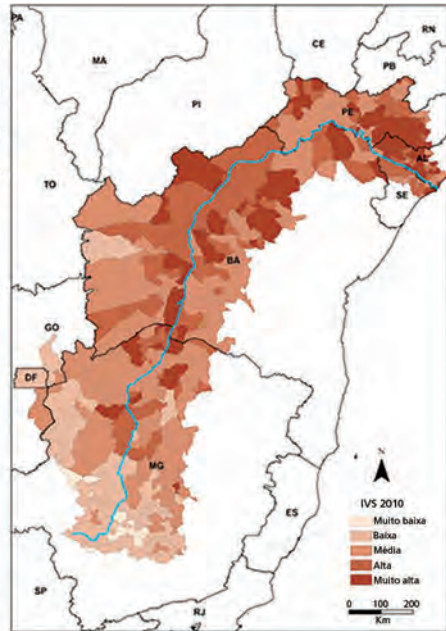 PA
RN
CE
MA
PB
PI
PE
AL
TO
SE
BA
GO
DF
MG
N
ES
IVS 2010
Muito baixa
Baixa
Média
Alta
Muito alta
SP
RJ
0 100 200
Km